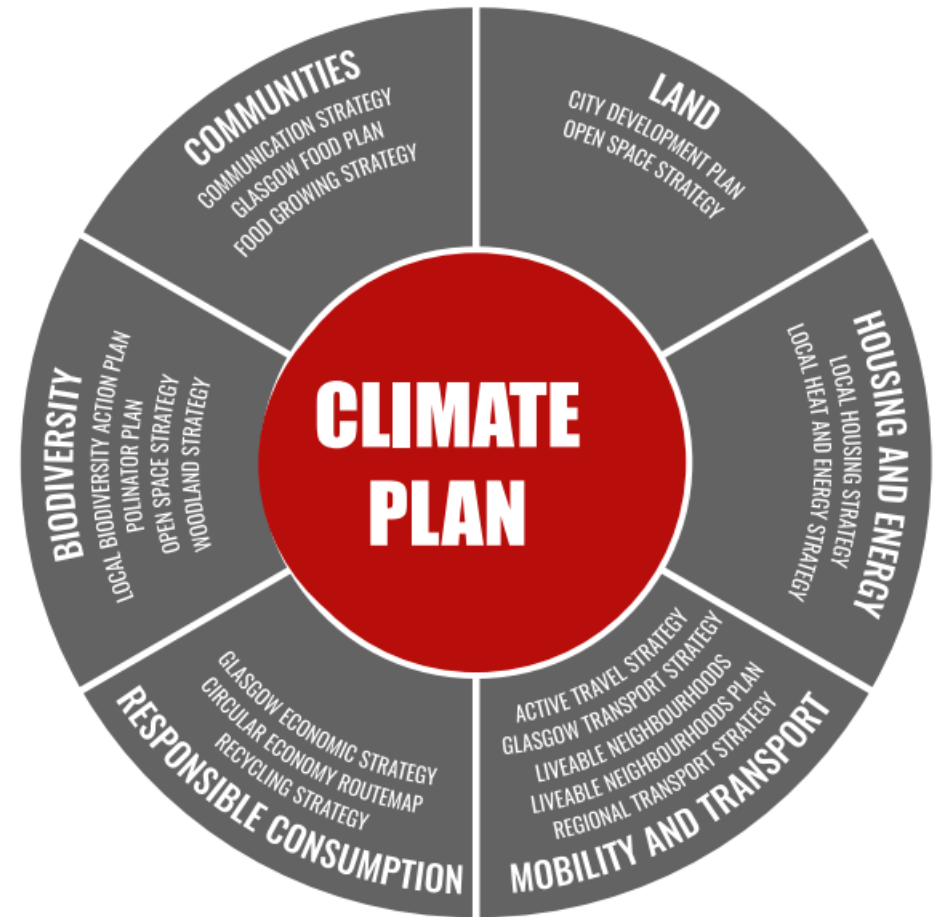 CLIMATE
PLAN
COMMUNITIES
COMMUNICATION STRATEGY
GLASGOW FOOD PLAN
FOOD GROWING STRATEGY
LAND
CITY DEVELOPMENT PLAN
OPEN SPACE STRATEGY
HOUSING AND ENERGY
LOCAL HOUSING STRATEGY
LOCAL HEAT AND ENERGY STRATEGY
ACTIVE TRAVEL STRATEGY
GLASGOW TRANSPORT STRATEGY
LIVEABLE NEIGHBOURHOODS
LIVEABLE NEIGHBOURHOODS PLAN
REGIONAL TRANSPORT STRATEGY
MOBILITY AND TRANSPORT
GLASGOW ECONOMIC STRATEGY
CIRCULAR ECONOMY ROUTEMAP
RECYCLING STRATEGY
RESPONSIBLE CONSUMPTION
BIODIVERSITY
LOCAL BIODIVERSITY ACTION PLAN
POLINATOR PLAN
OPEN SPACE STRATEGY
WOODLAND STRATEGY